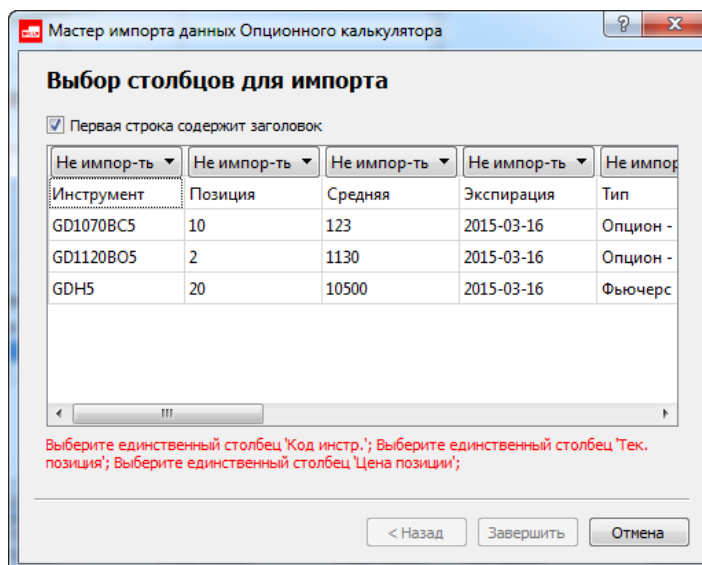 Мастер импорта данных Опционного калькулятора
Выбор столбцов для импорта
Первая строка содержит заголовок
Не импор-ть Не импор-ть Не импор-ть Не импор-ть Не импор
Инструмент Позиция Средняя Экспирация Тип
GD1070BC5 10 123 2015-03-16 Опцион -
GD1120BO5 2 1130 2015-03-16 Опцион -
GDH5 20 10500 2015-03-16 Фьючерс
Выберите единственный столбец 'Код инстр.'; Выберите единственный столбец 'Тек.
позиция'; Выберите единственный столбец 'Цена позиции';
< Назад Завершить Отмена